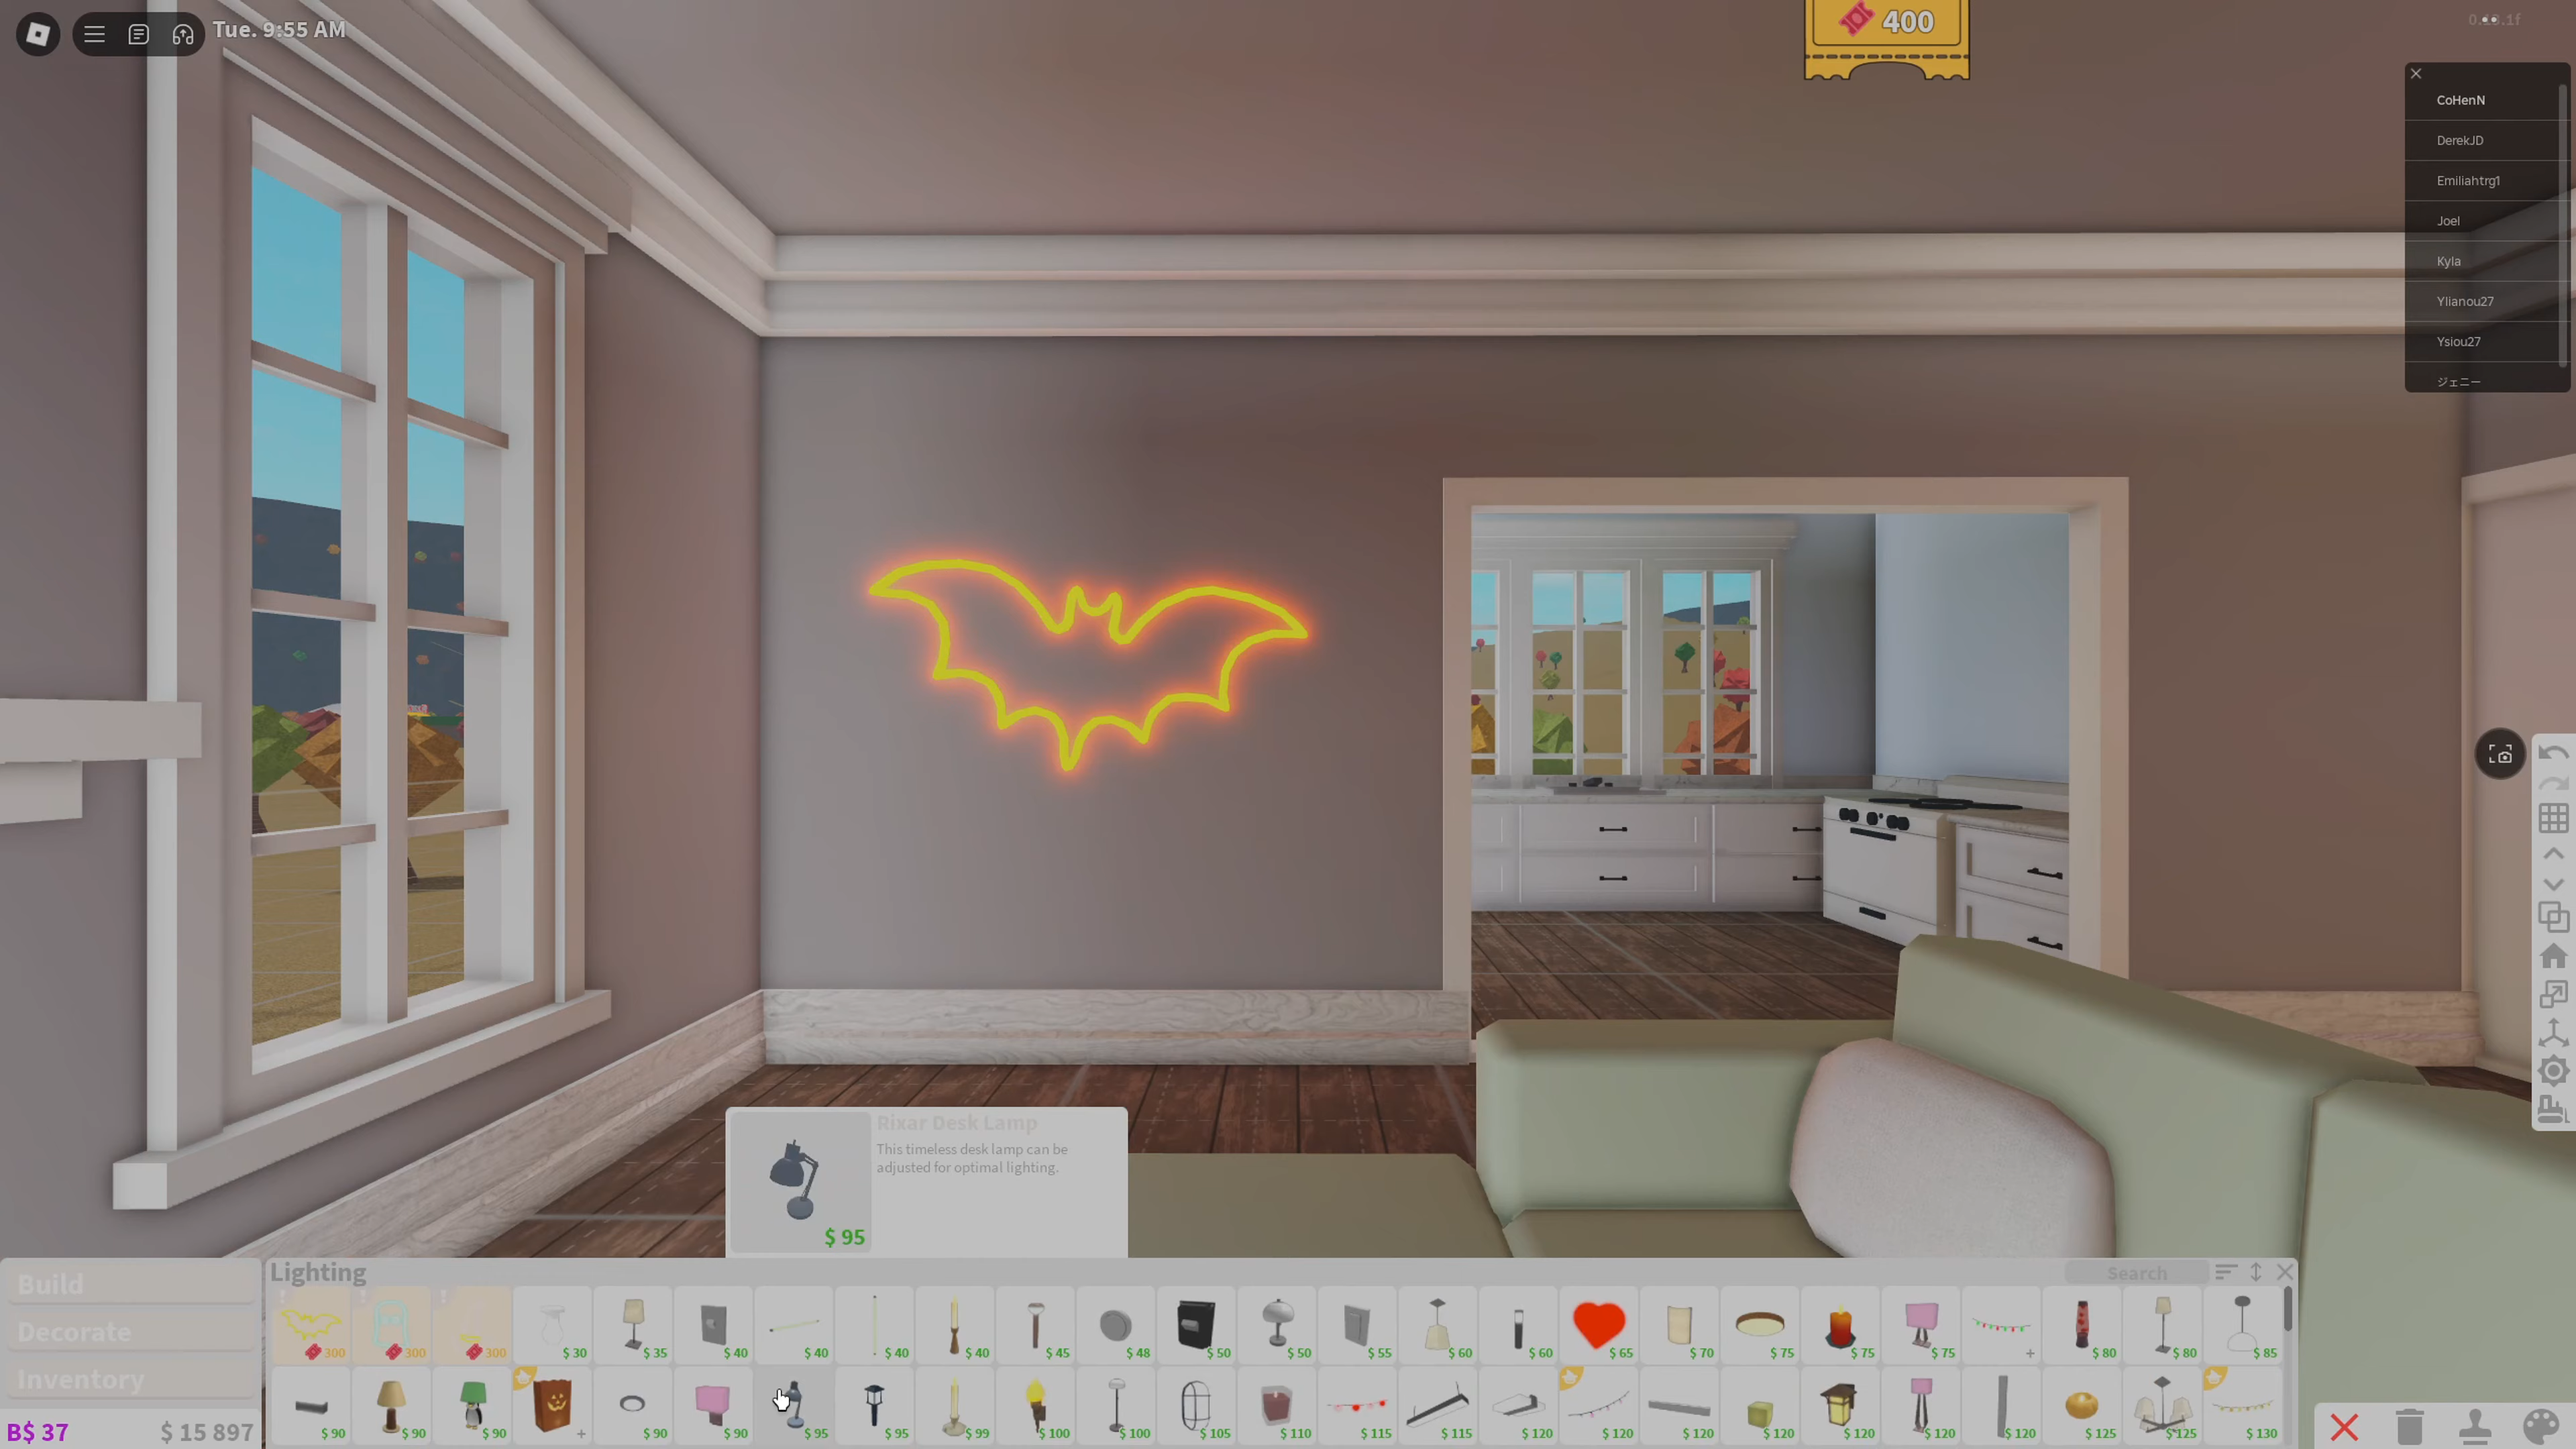 Tue. 9:55 AM
400
CoHenN
DerekJD
Emiliahtrg1
Joel
Kyla
Ylianou27
Ysiou27
ジェニー
Rixar Desk Lamp
This timeless desk lamp can be
adjusted for optimal lighting.
$ 95
Build
Decorate
Inventory
B$ 37
$ 15 897
Lighting
Search
300 300 300 $ 30 $ 35 $ 40 $ 40 $ 40 $ 40 $ 45 $ 48 $ 50 $ 50 $ 55 $ 60 $ 60 $ 65 $ 70 $ 75 $ 75 $ 75 + $ 80 $ 80 $ 85
$ 90 $ 90 $ 90 + $ 90 $ 90 $ 95 $ 95 $ 99 $ 100 $ 100 $ 105 $ 110 $ 115 $ 115 $ 120 $ 120 $ 120 $ 120 $ 120 $ 120 $ 120 $ 125 $ 125 $ 130